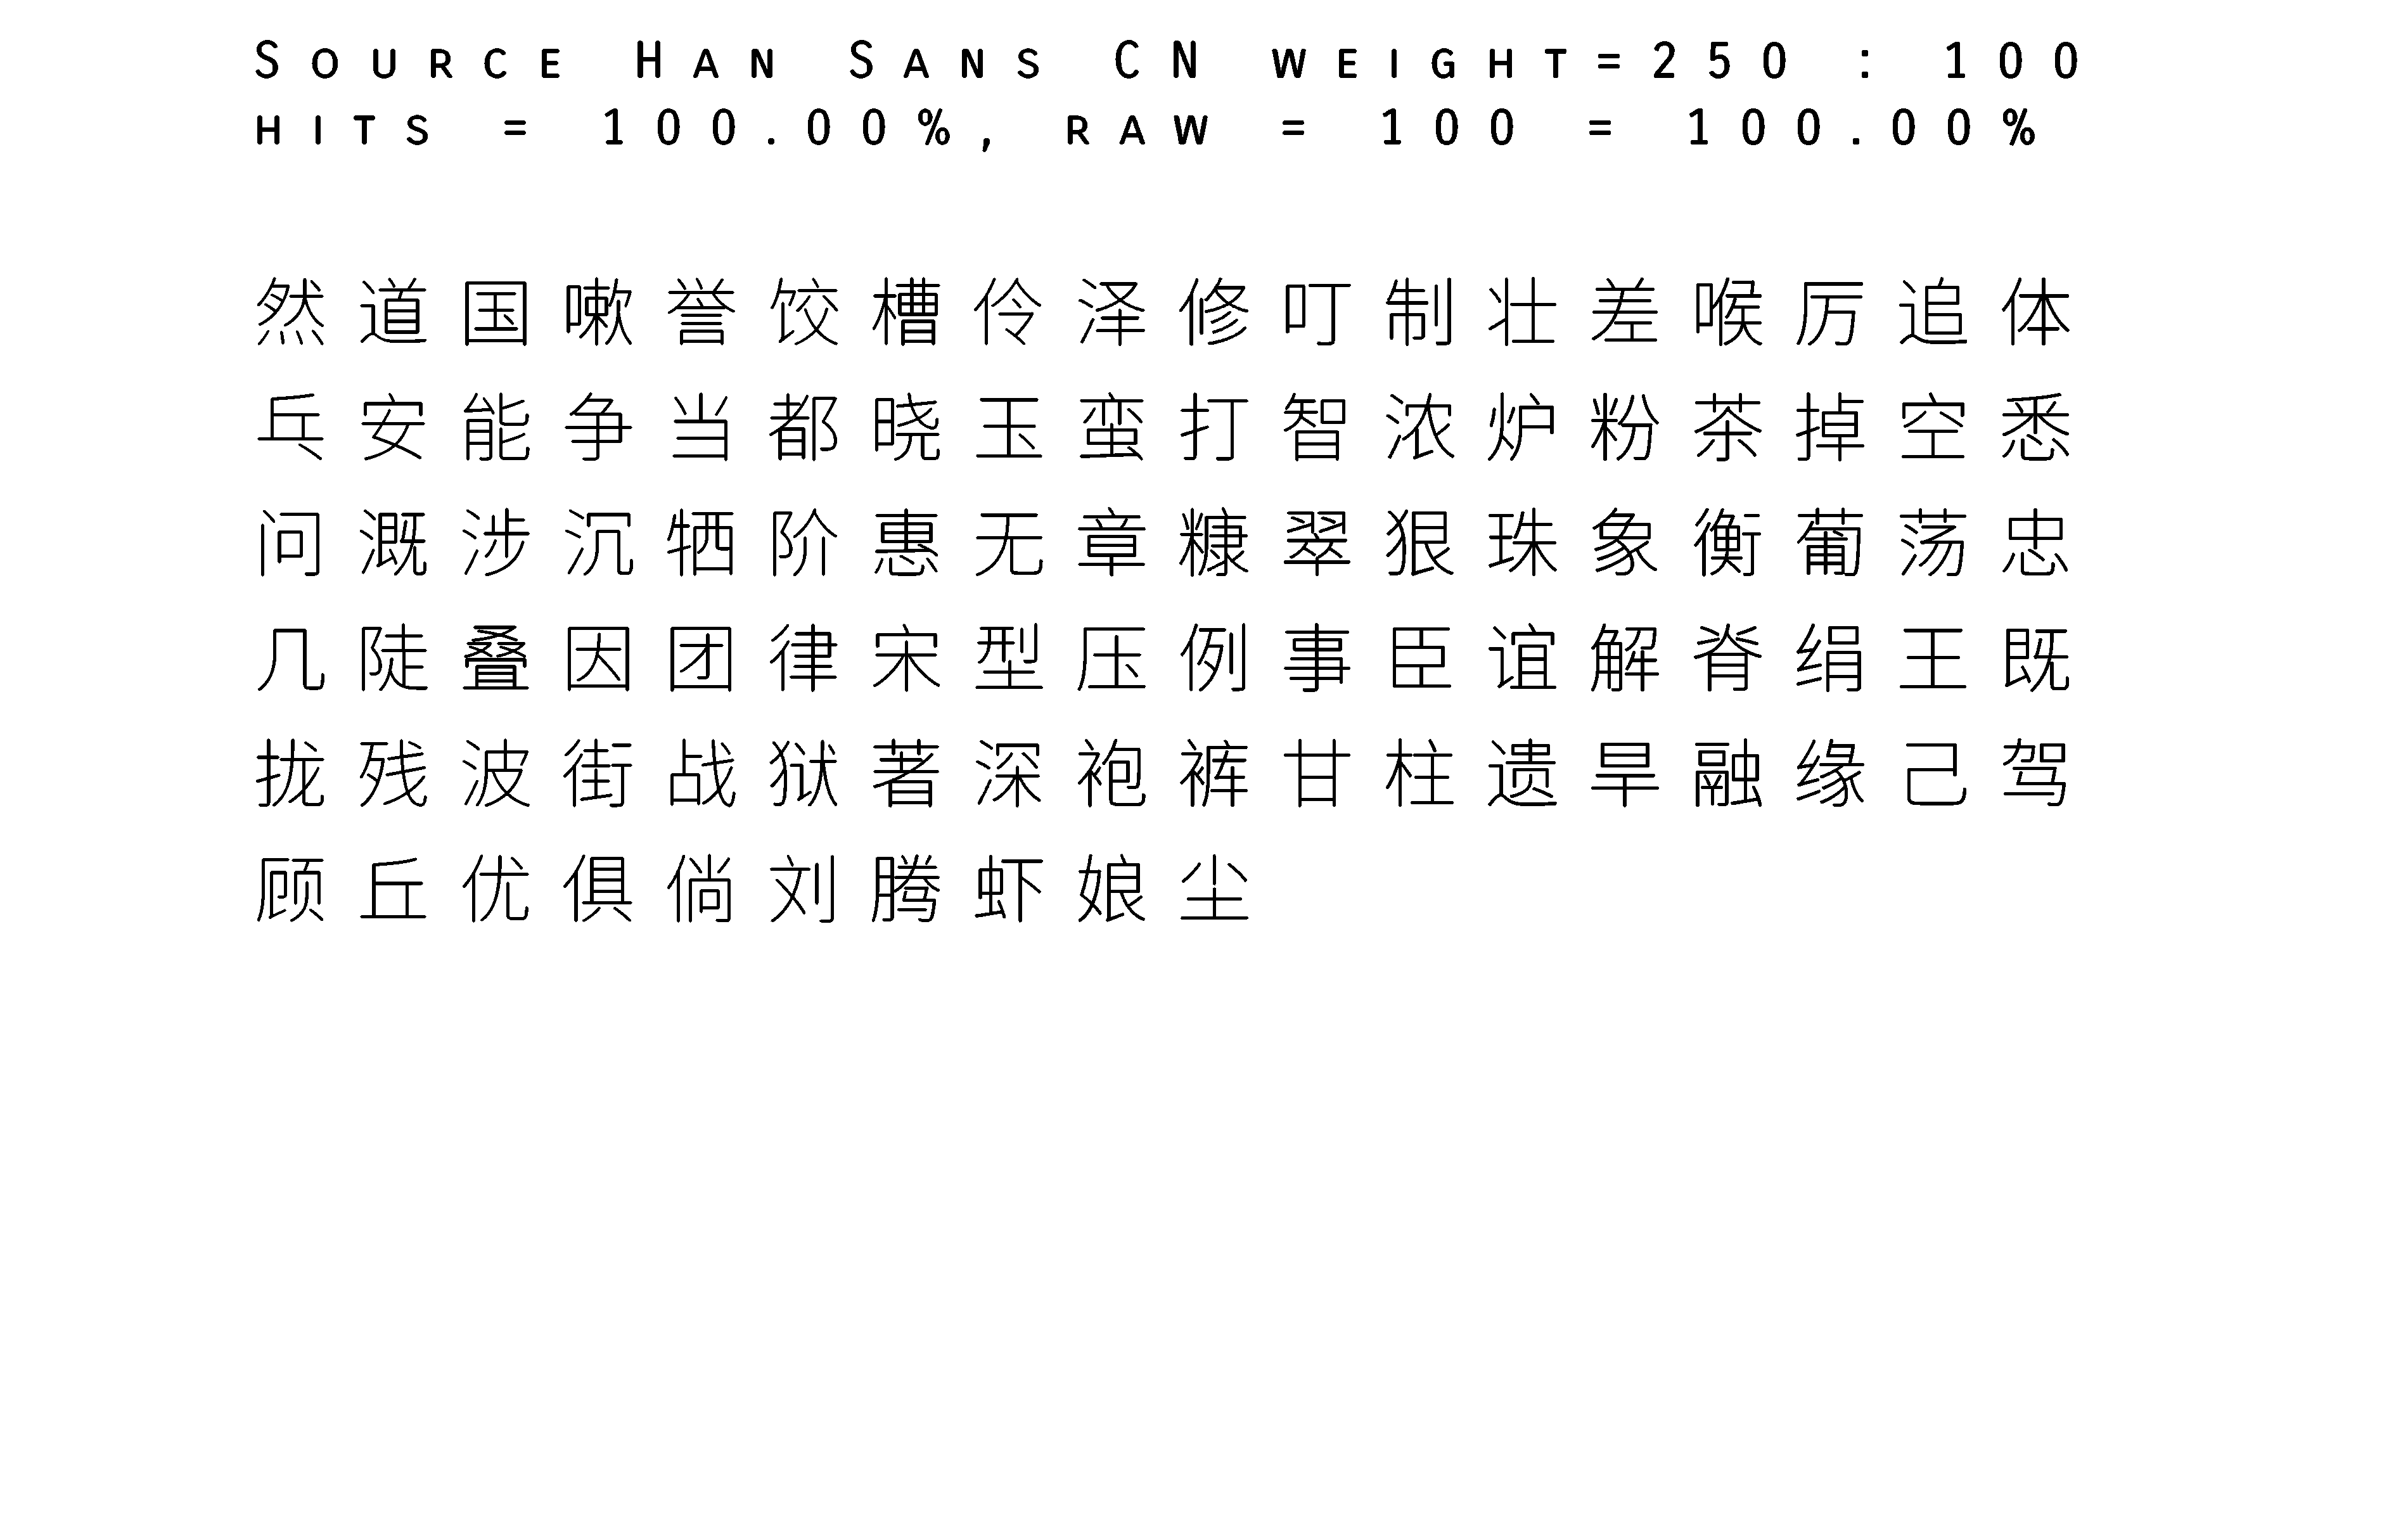 Source Han Sans CN weight=250 : 100
hits = 100.00%, raw = 100 = 100.00%
然道国嗽誉饺槽伶泽修叮制壮差喉厉追体
乓安能争当都晓玉蛮打智浓炉粉茶掉空悉
问溉涉沉牺阶惠无章糠翠狠珠象衡葡荡忠
几陡叠因团律宋型压例事臣谊解脊绢王既
拢残波街战狱著深袍裤甘柱遗旱融缘己驾
顾丘优俱倘刘腾虾娘尘